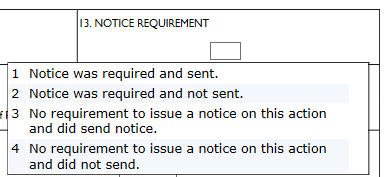 13. NOTICE REQUIREMENT
1 Notice was required and sent.
2 Notice was required and not sent.
3 No requirement to issue a notice on this action
and did send notice.
4 No requirement to issue a notice on this action
and did not send.